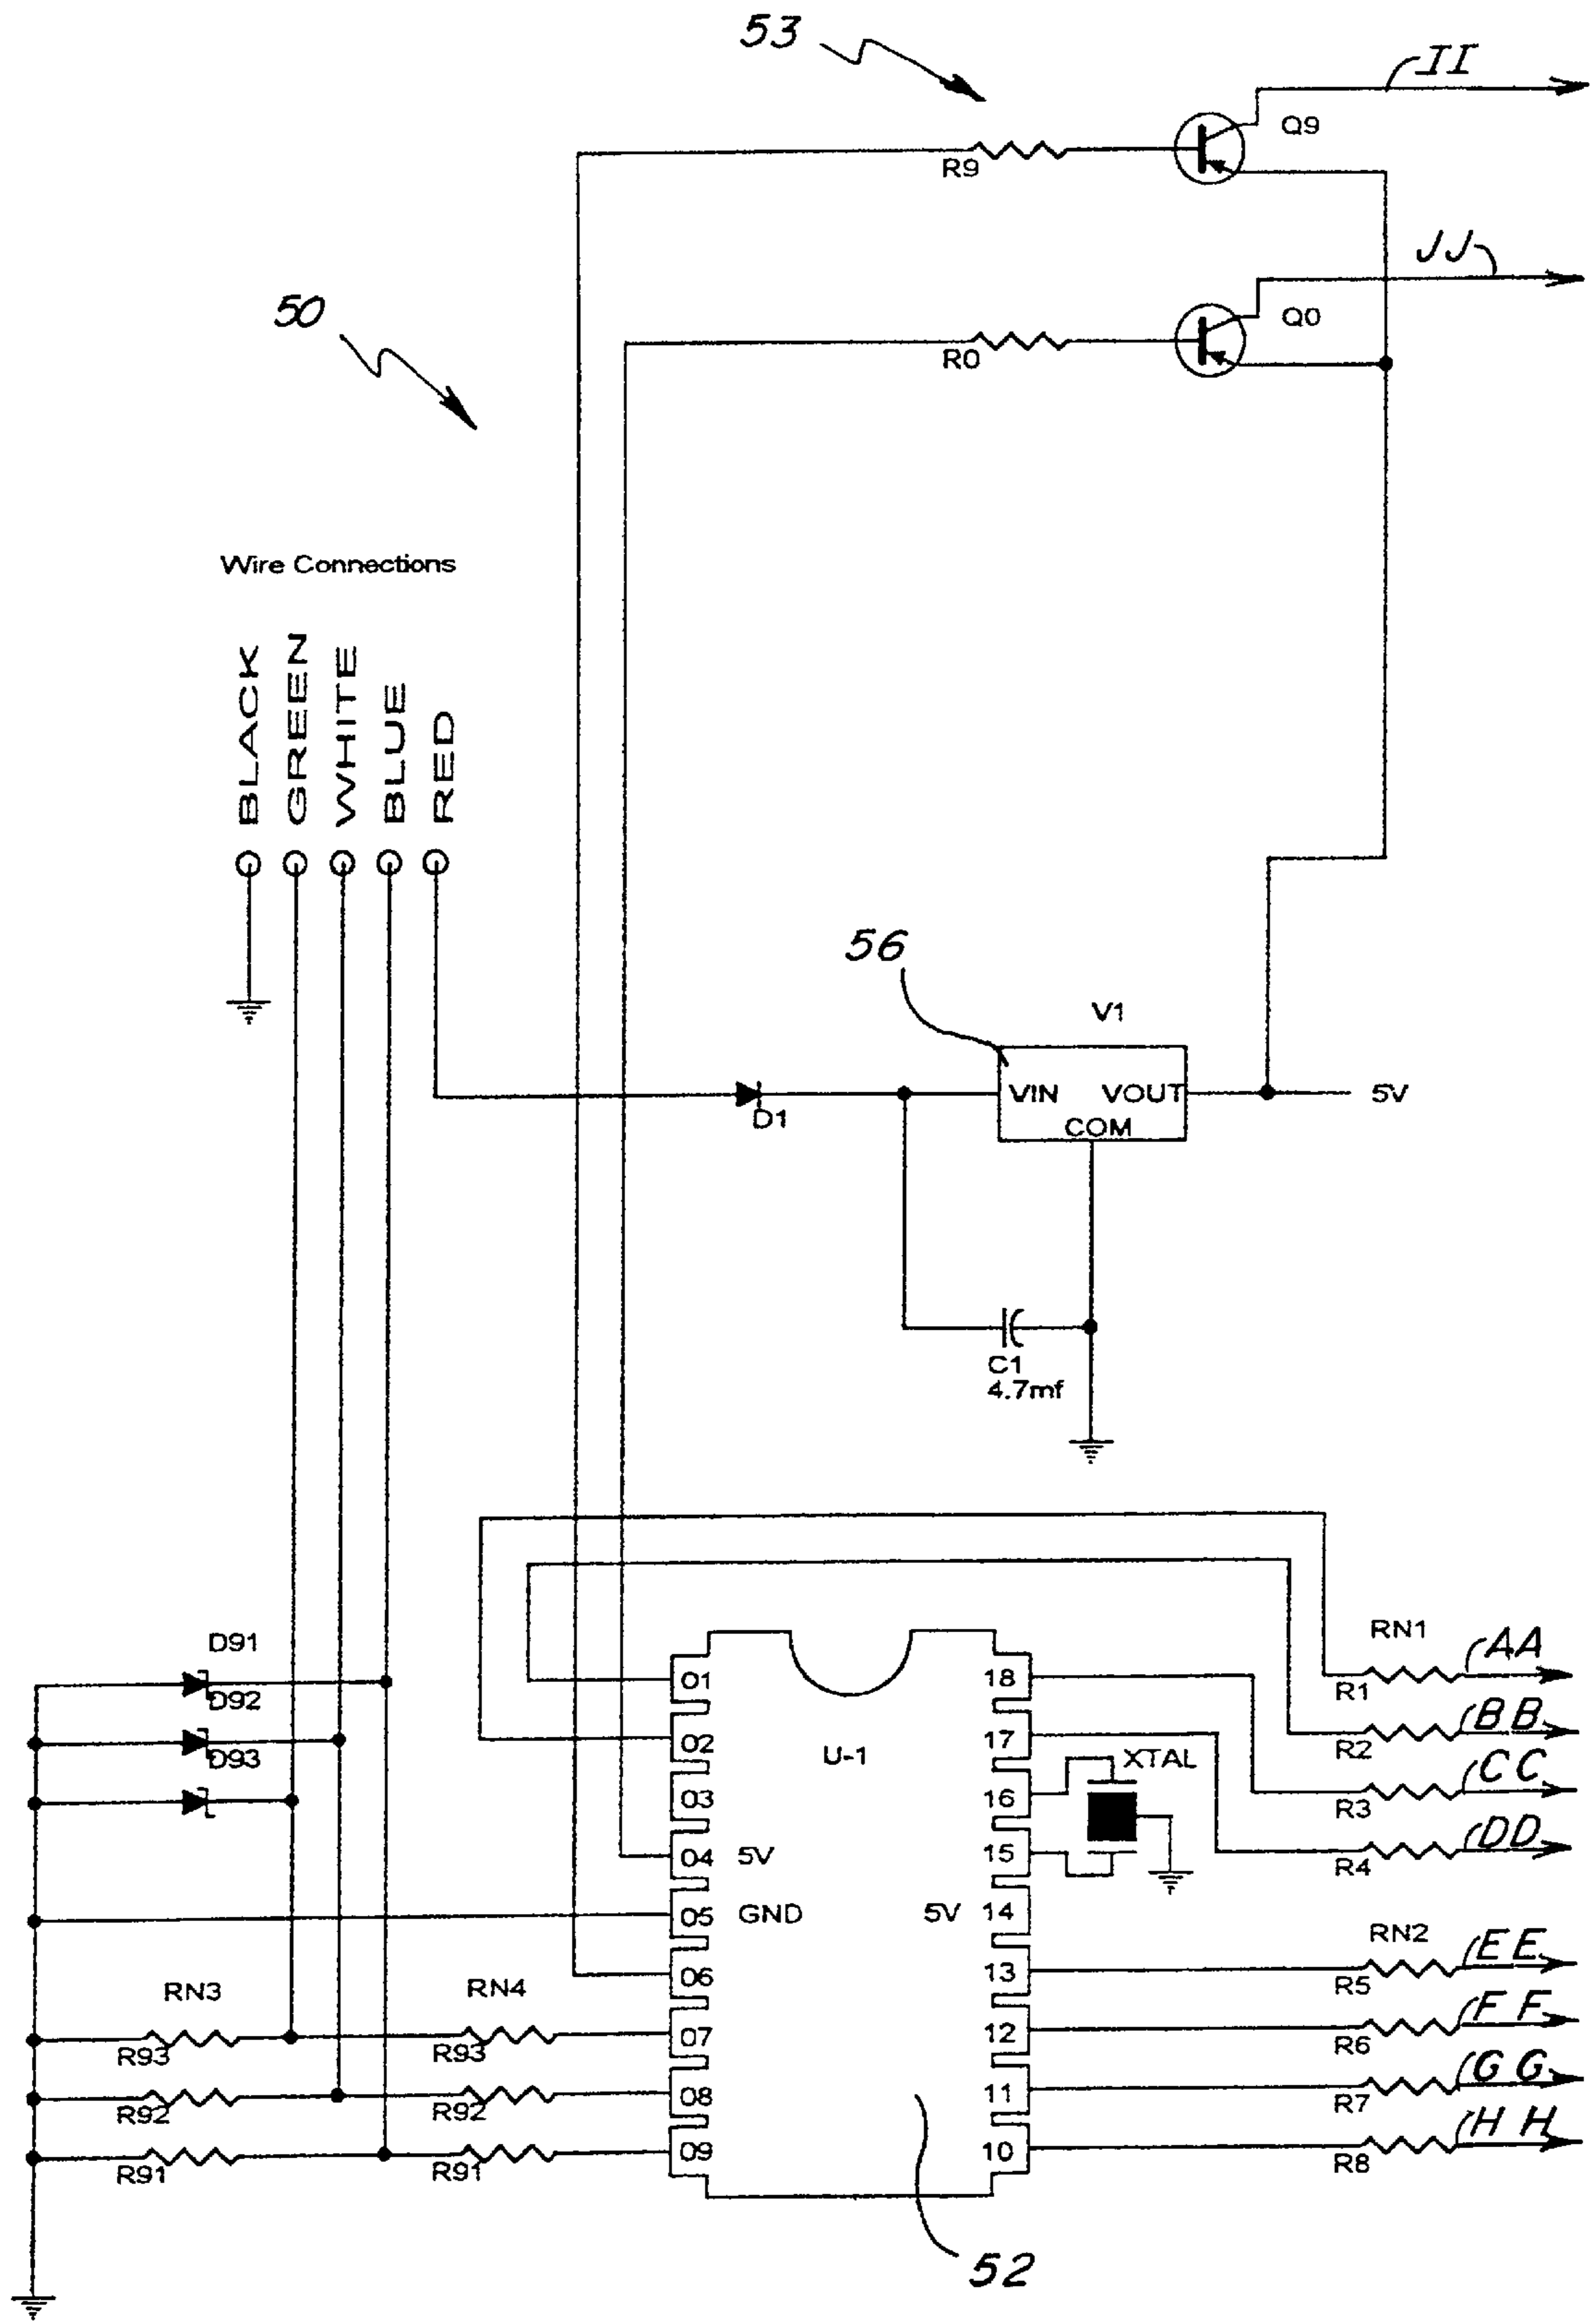 53
II
Q9
R9
JJ
50
Q0
R0
Wire Connections
BLACK
GREEN
WHITE
BLUE
RED
56
V1
VIN
VOUT
5V
D1
COM
C1
4.7mf
D91
RN1
AA
D92
01
18
R1
BB
D93
02
U-1
17
XTAL
R2
CC
03
16
R3
DD
04
5V
15
R4
05
GND
5V
14
RN2
EE
RN3
RN4
06
13
R5
FF
R93
R93
07
12
R6
GG
R92
R92
08
11
R7
HH
R91
R91
09
10
R8
52